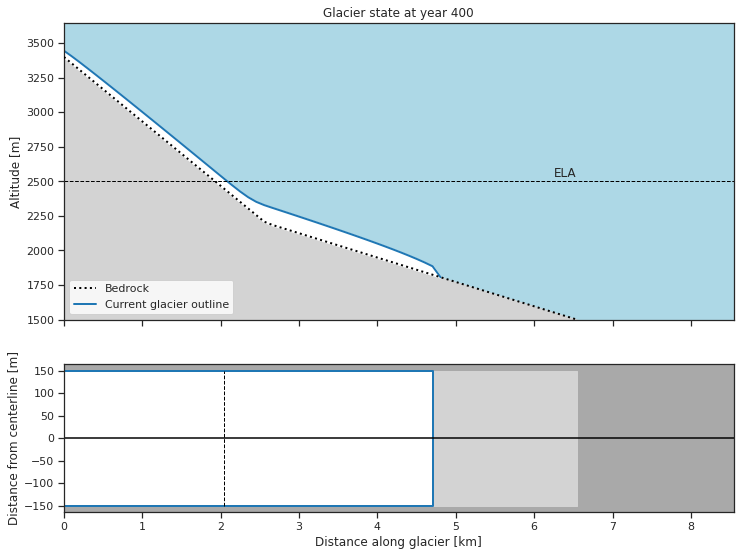 Glacier state at year 400
3500
3250
3000
2750
2500
2250
2000
1750
1500
Altitude [m]
ELA
Bedrock
Current glacier outline
150
100
50
0
−50
−100
−150
Distance from centerline [m]
0 1 2 3 4 5 6 7 8
Distance along glacier [km]